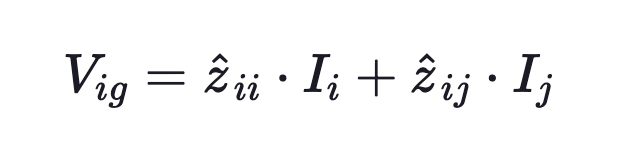 V_{ig} = \hat{z}_{ii} \cdot I_i + \hat{z}_{ij} \cdot I_j